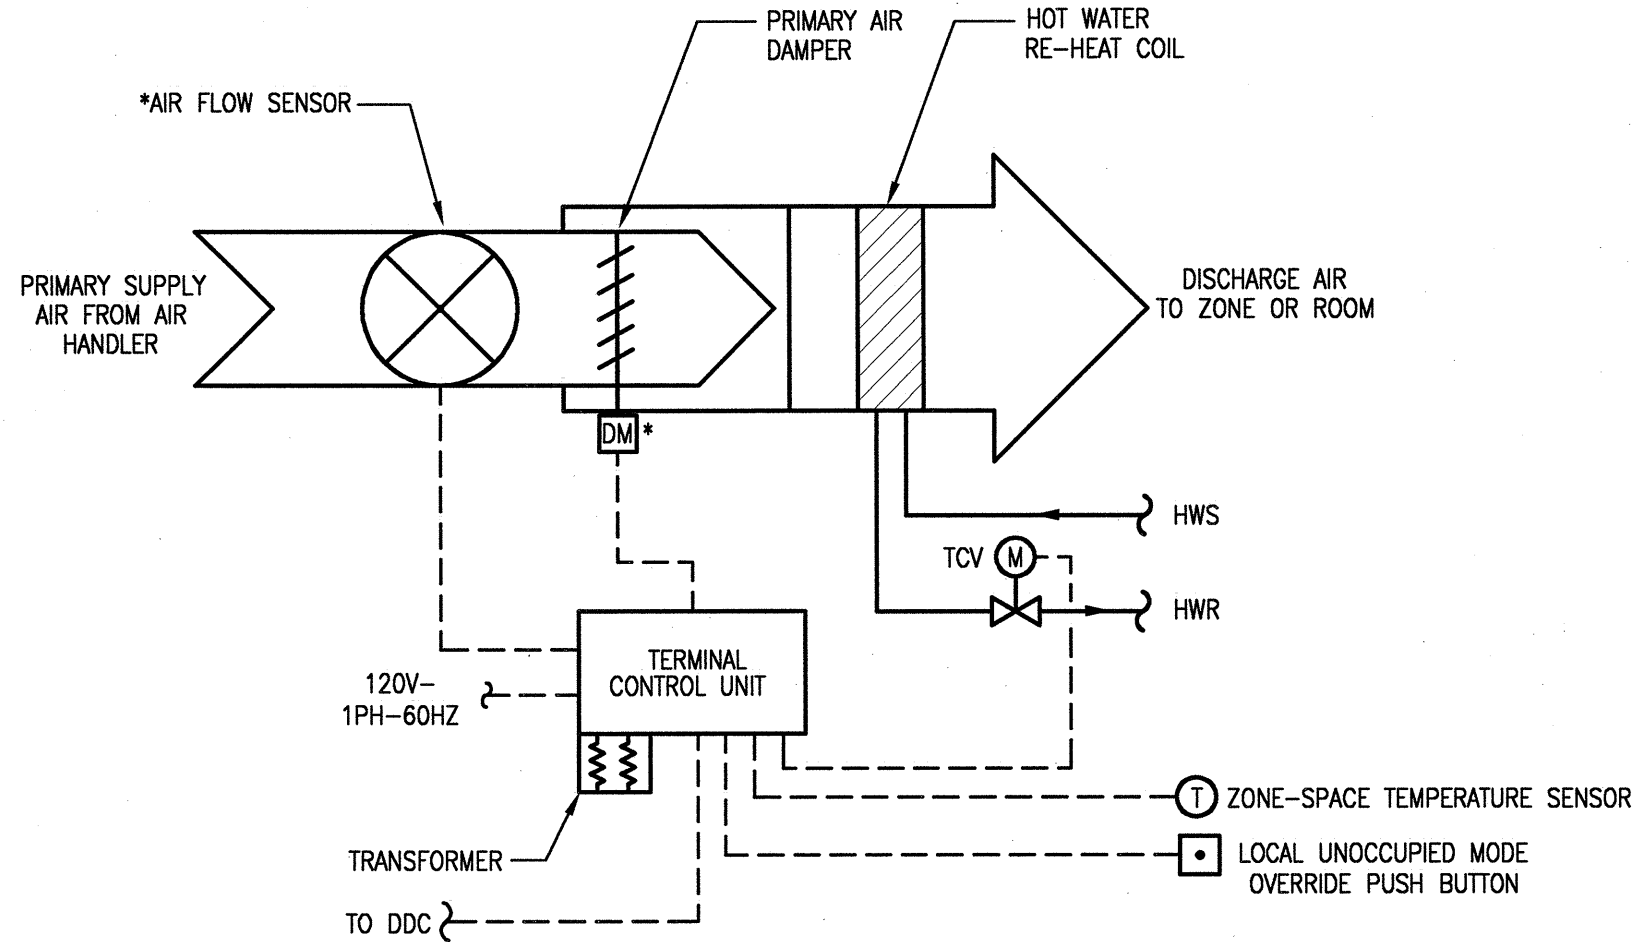 PRIMARY AIR
DAMPER
HOT WATER
RE-HEAT COIL
*AIR FLOW SENSOR
PRIMARY SUPPLY
AIR FROM AIR
HANDLER
DISCHARGE AIR
TO ZONE OR ROOM
DM *
HWS
TCV M
HWR
TERMINAL
CONTROL UNIT
120V-
1PH-60HZ
T ZONE-SPACE TEMPERATURE SENSOR
TRANSFORMER
LOCAL UNOCCUPIED MODE
OVERRIDE PUSH BUTTON
TO DDC